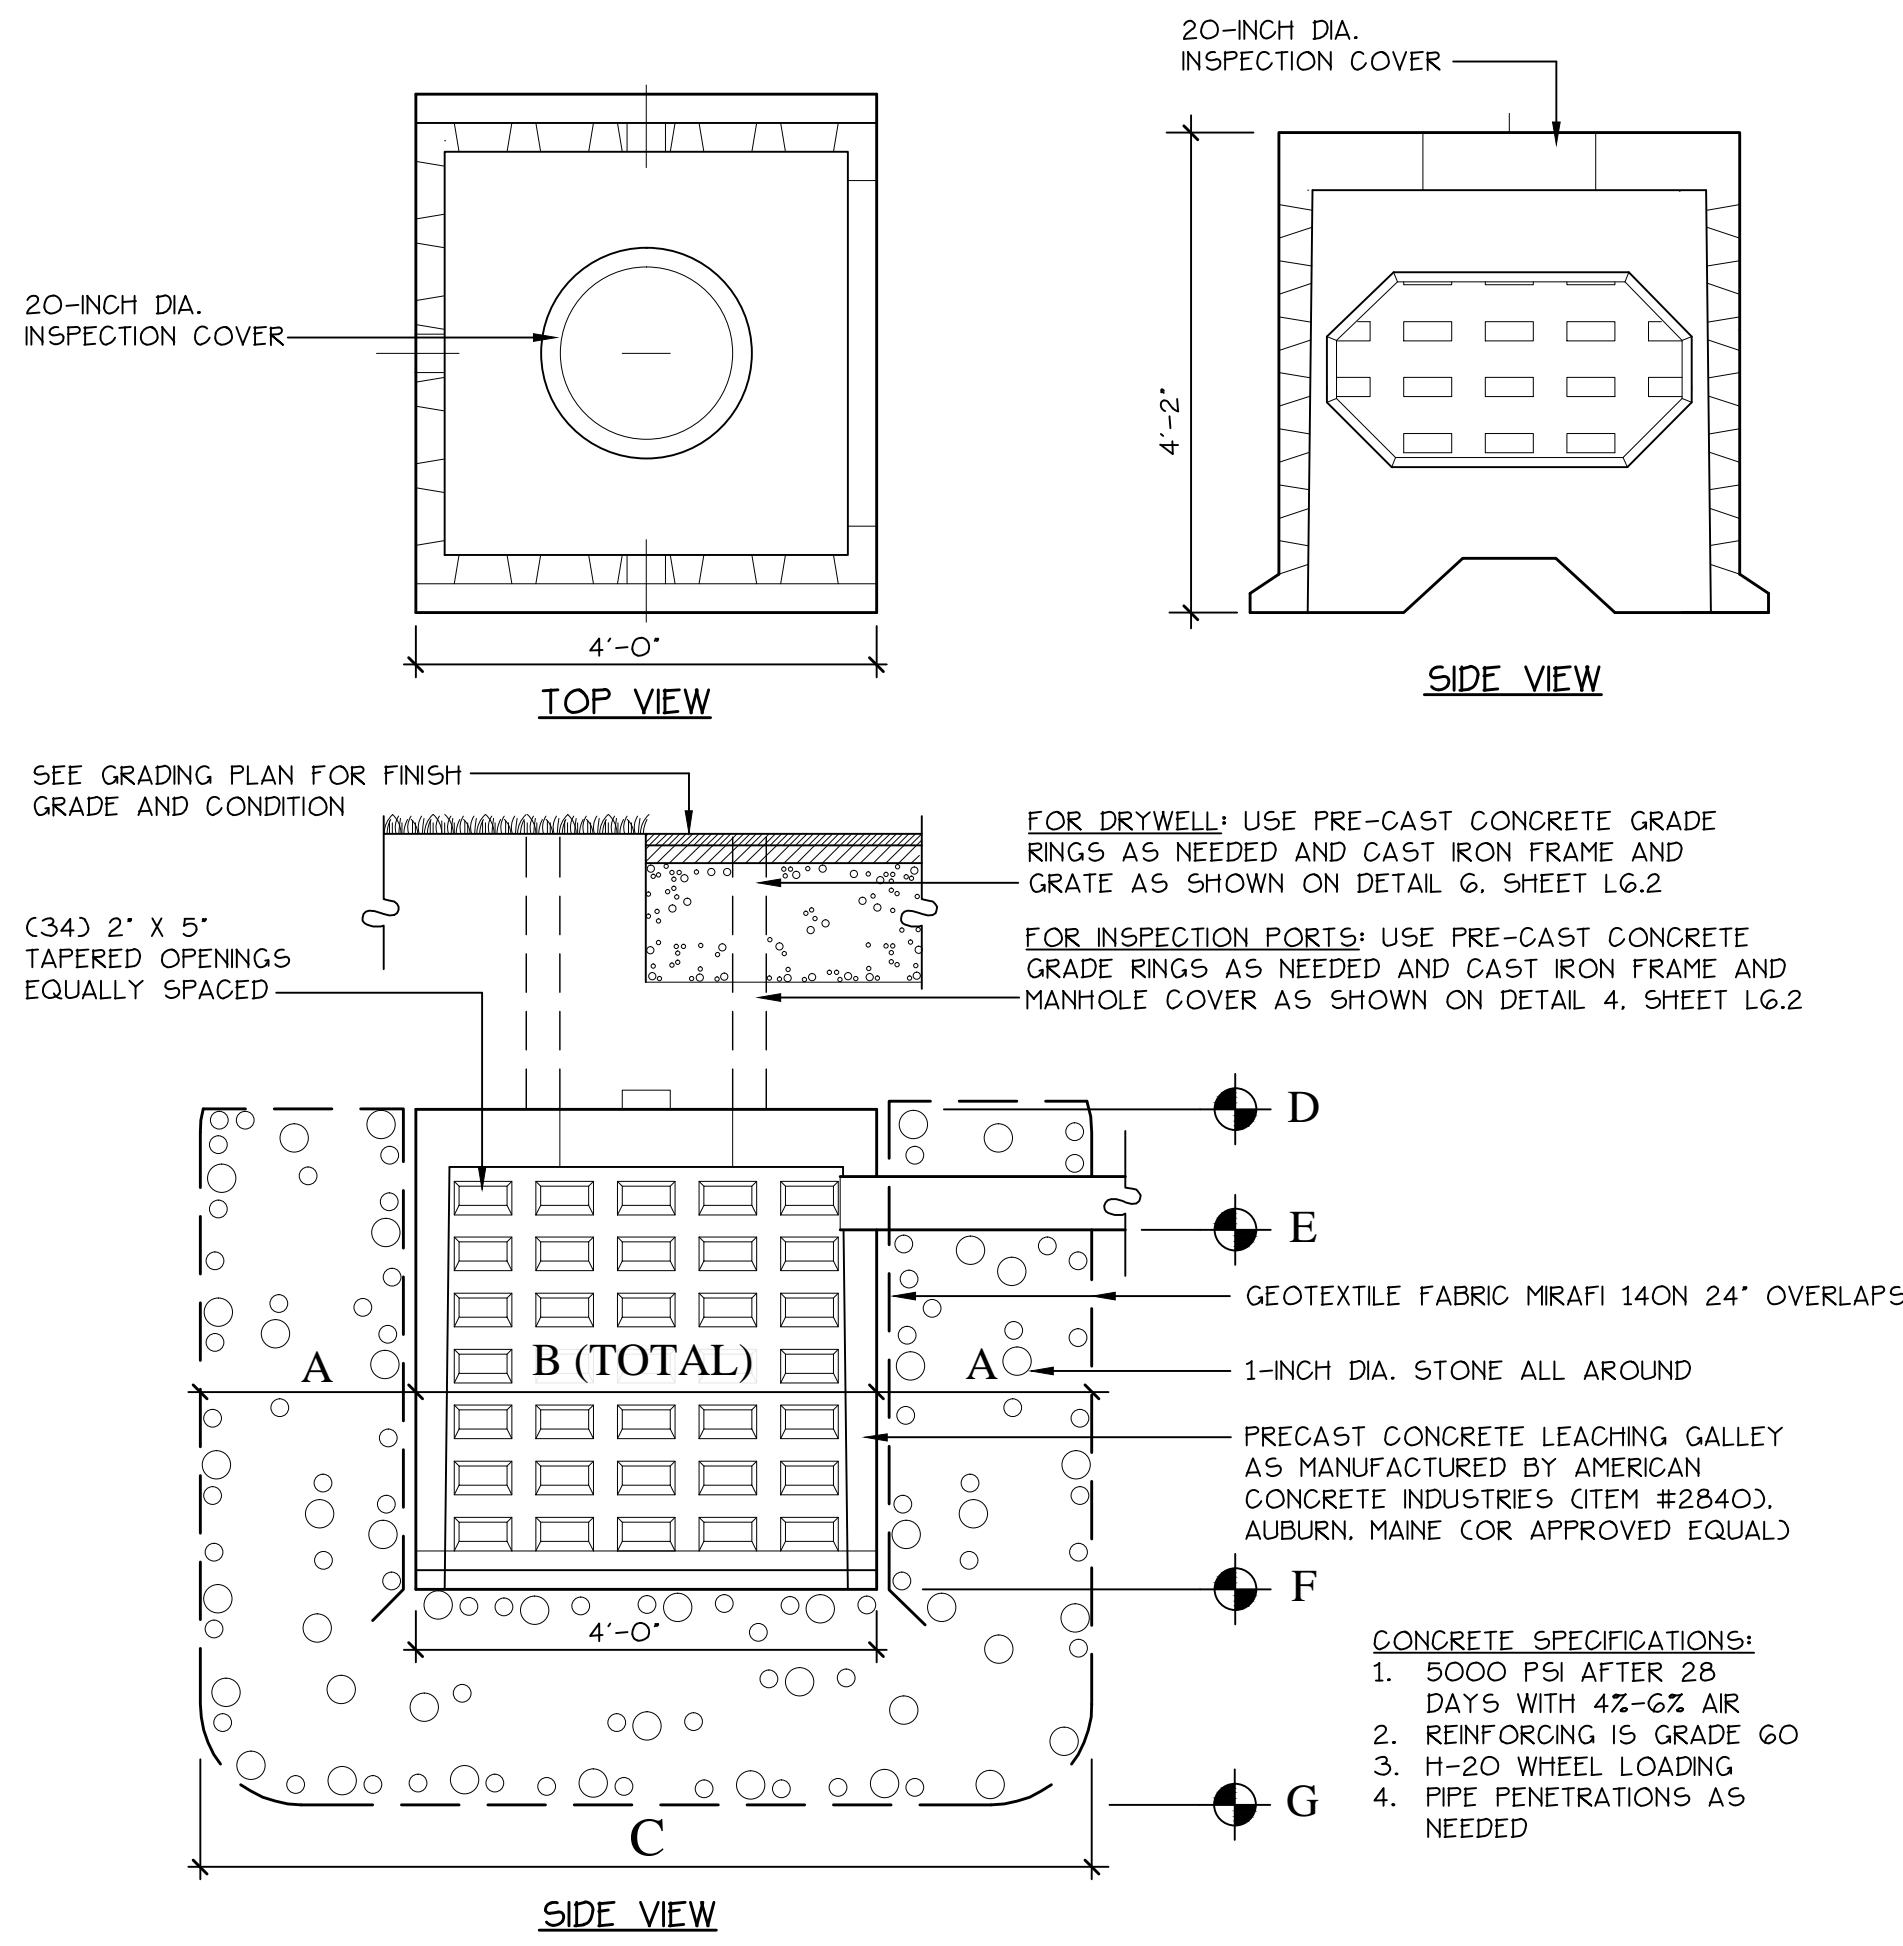 20-INCH DIA.
INSPECTION COVER
20-INCH DIA.
INSPECTION COVER
4'-2"
4'-0"
TOP VIEW
SIDE VIEW
SEE GRADING PLAN FOR FINISH
GRADE AND CONDITION
FOR DRYWELL: USE PRE-CAST CONCRETE GRADE
RINGS AS NEEDED AND CAST IRON FRAME AND
GRATE AS SHOWN ON DETAIL 6, SHEET L6.2
(34) 2" X 5"
TAPERED OPENINGS
EQUALLY SPACED
FOR INSPECTION PORTS: USE PRE-CAST CONCRETE
GRADE RINGS AS NEEDED AND CAST IRON FRAME AND
MANHOLE COVER AS SHOWN ON DETAIL 4, SHEET L6.2
D
E
GEOTEXTILE FABRIC MIRAFI 140N 24" OVERLAPS
A
B (TOTAL)
A
1-INCH DIA. STONE ALL AROUND
PRECAST CONCRETE LEACHING GALLEY
AS MANUFACTURED BY AMERICAN
CONCRETE INDUSTRIES (ITEM #2840),
AUBURN, MAINE (OR APPROVED EQUAL)
F
4'-0"
CONCRETE SPECIFICATIONS:
1. 5000 PSI AFTER 28
DAYS WITH 4%-6% AIR
2. REINFORCING IS GRADE 60
3. H-20 WHEEL LOADING
4. PIPE PENETRATIONS AS
NEEDED
G
C
SIDE VIEW